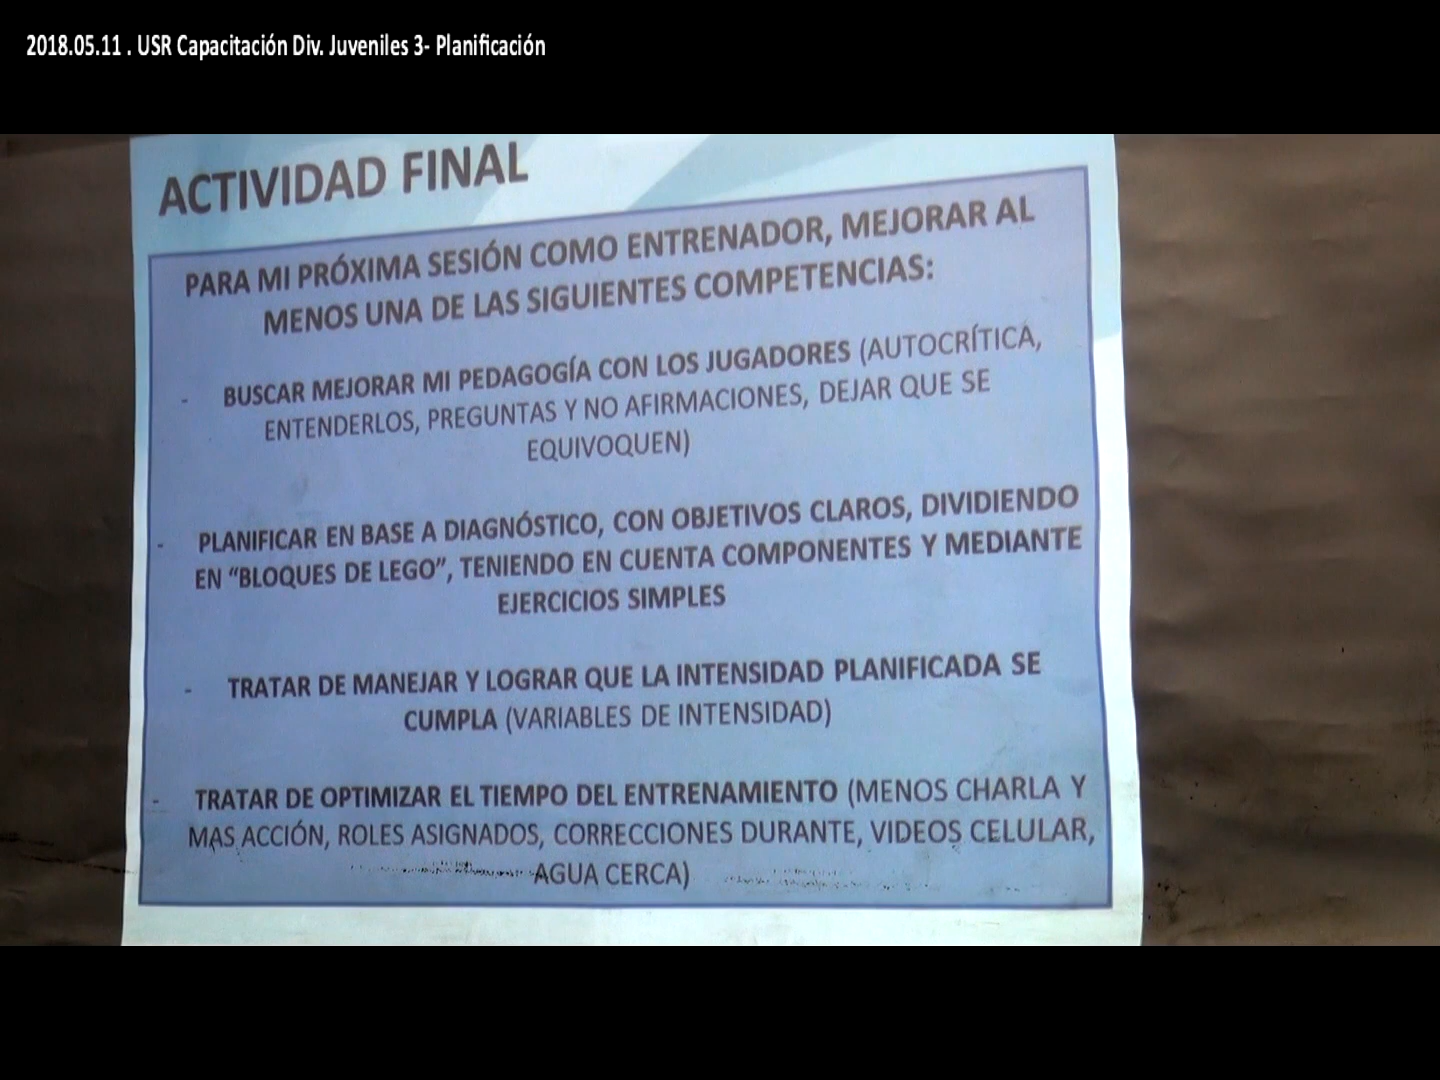 2018.05.11 . USR Capacitación Div. Juveniles 3- Planificación
ACTIVIDAD FINAL
PARA MI PRÓXIMA SESIÓN COMO ENTRENADOR, MEJORAR AL
MENOS UNA DE LAS SIGUIENTES COMPETENCIAS:
- BUSCAR MEJORAR MI PEDAGOGÍA CON LOS JUGADORES (AUTOCRÍTICA,
ENTENDERLOS, PREGUNTAS Y NO AFIRMACIONES, DEJAR QUE SE
EQUIVOQUEN)
- PLANIFICAR EN BASE A DIAGNÓSTICO, CON OBJETIVOS CLAROS, DIVIDIENDO
EN “BLOQUES DE LEGO”, TENIENDO EN CUENTA COMPONENTES Y MEDIANTE
EJERCICIOS SIMPLES
- TRATAR DE MANEJAR Y LOGRAR QUE LA INTENSIDAD PLANIFICADA SE
CUMPLA (VARIABLES DE INTENSIDAD)
- TRATAR DE OPTIMIZAR EL TIEMPO DEL ENTRENAMIENTO (MENOS CHARLA Y
MAS ACCIÓN, ROLES ASIGNADOS, CORRECCIONES DURANTE, VIDEOS CELULAR,
AGUA CERCA)